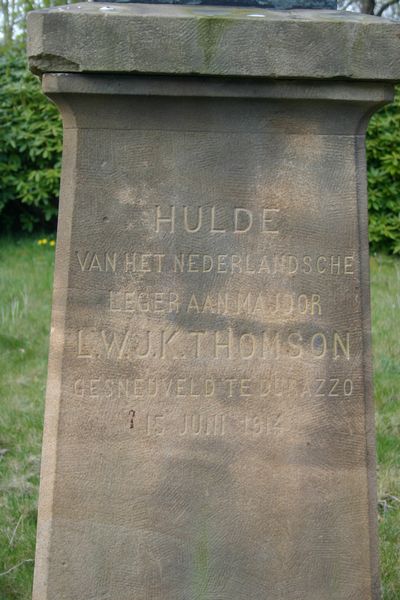 HULDE
VAN HET NEDERLANDSCHE
LEGER AAN MAJOOR
L.W.J.K. THOMSON
GESNEUVELD TE DURAZZO
15 JUNI 1914